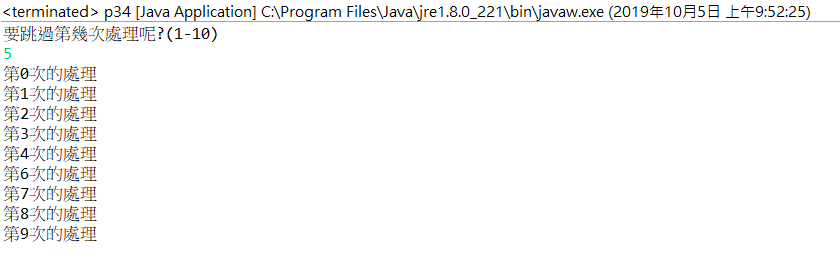 <terminated> p34 [Java Application] C:\Program Files\Java\jre1.8.0_221\bin\javaw.exe (2019年10月5日 上午9:52:25)
要跳過第幾次處理呢?(1-10)
5
第0次的處理
第1次的處理
第2次的處理
第3次的處理
第4次的處理
第6次的處理
第7次的處理
第8次的處理
第9次的處理